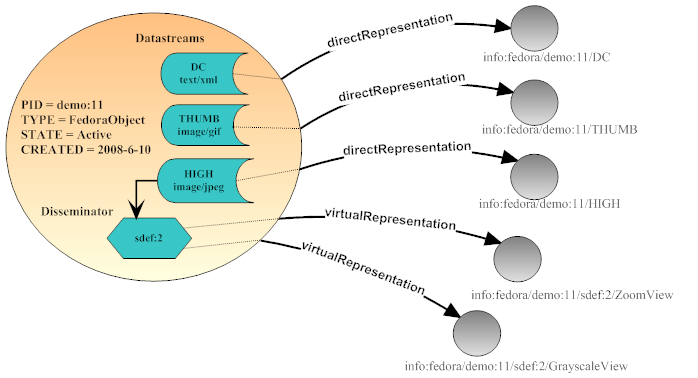 Datastreams
DC
text/xml
PID = demo:11
TYPE = FedoraObject
STATE = Active
CREATED = 2008-6-10
THUMB
image/gif
HIGH
image/jpeg
Disseminator
sdef:2
directRepresentation
info:fedora/demo:11/DC
directRepresentation
info:fedora/demo:11/THUMB
directRepresentation
info:fedora/demo:11/HIGH
virtualRepresentation
info:fedora/demo:11/sdef:2/ZoomView
virtualRepresentation
info:fedora/demo:11/sdef:2/GrayscaleView